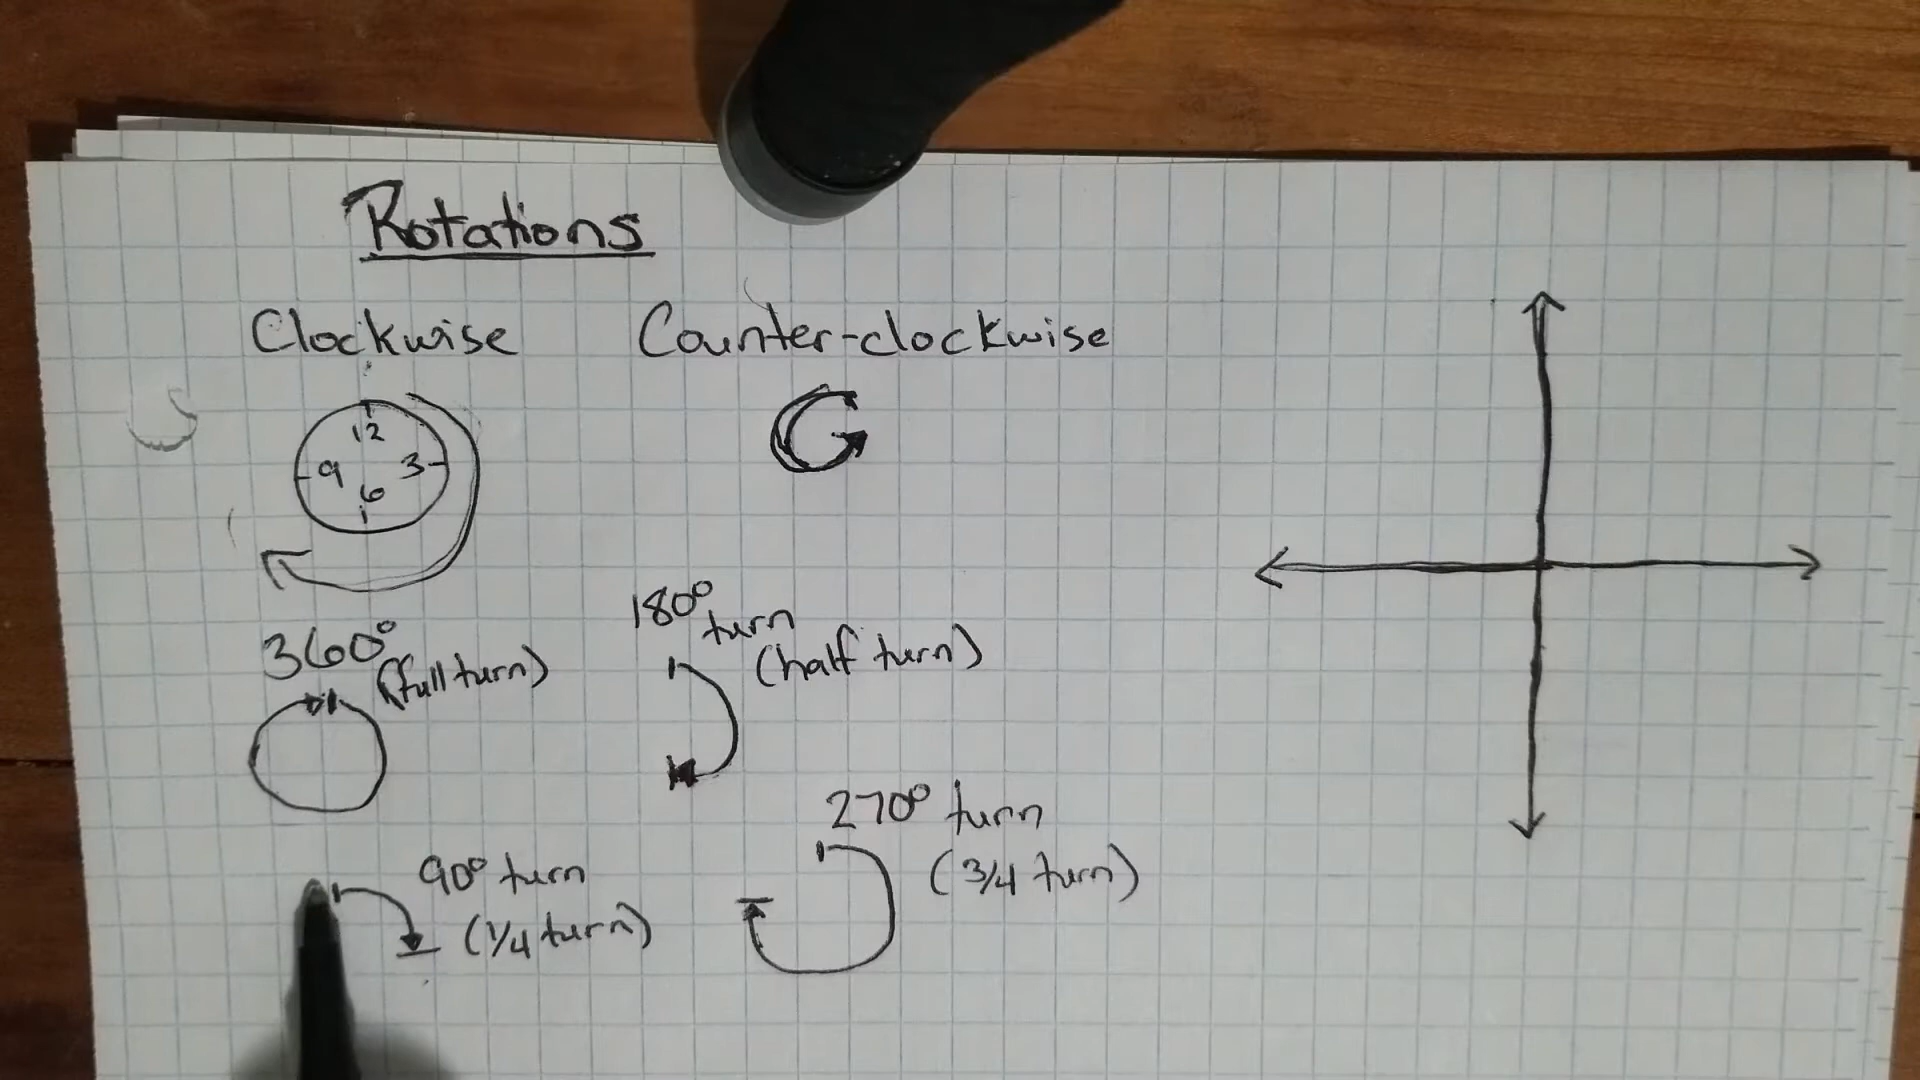 Rotations
Clockwise
Counter-clockwise
12
9 3
6
360°
(full turn)
180°
turn
(half turn)
90° turn
(1/4 turn)
270° turn
(3/4 turn)